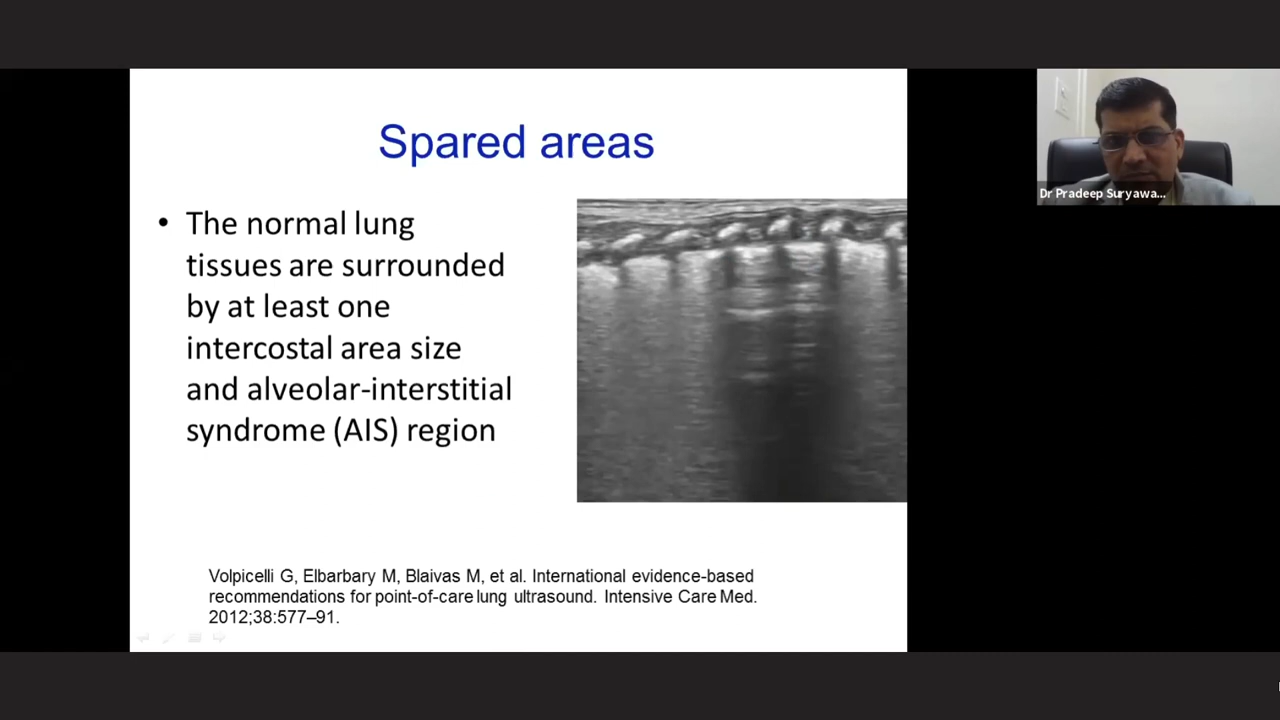 Spared areas
• The normal lung
tissues are surrounded
by at least one
intercostal area size
and alveolar-interstitial
syndrome (AIS) region
Volpicelli G, Elbarbary M, Blaivas M, et al. International evidence-based
recommendations for point-of-care lung ultrasound. Intensive Care Med.
2012;38:577–91.
Dr Pradeep Suryawa...